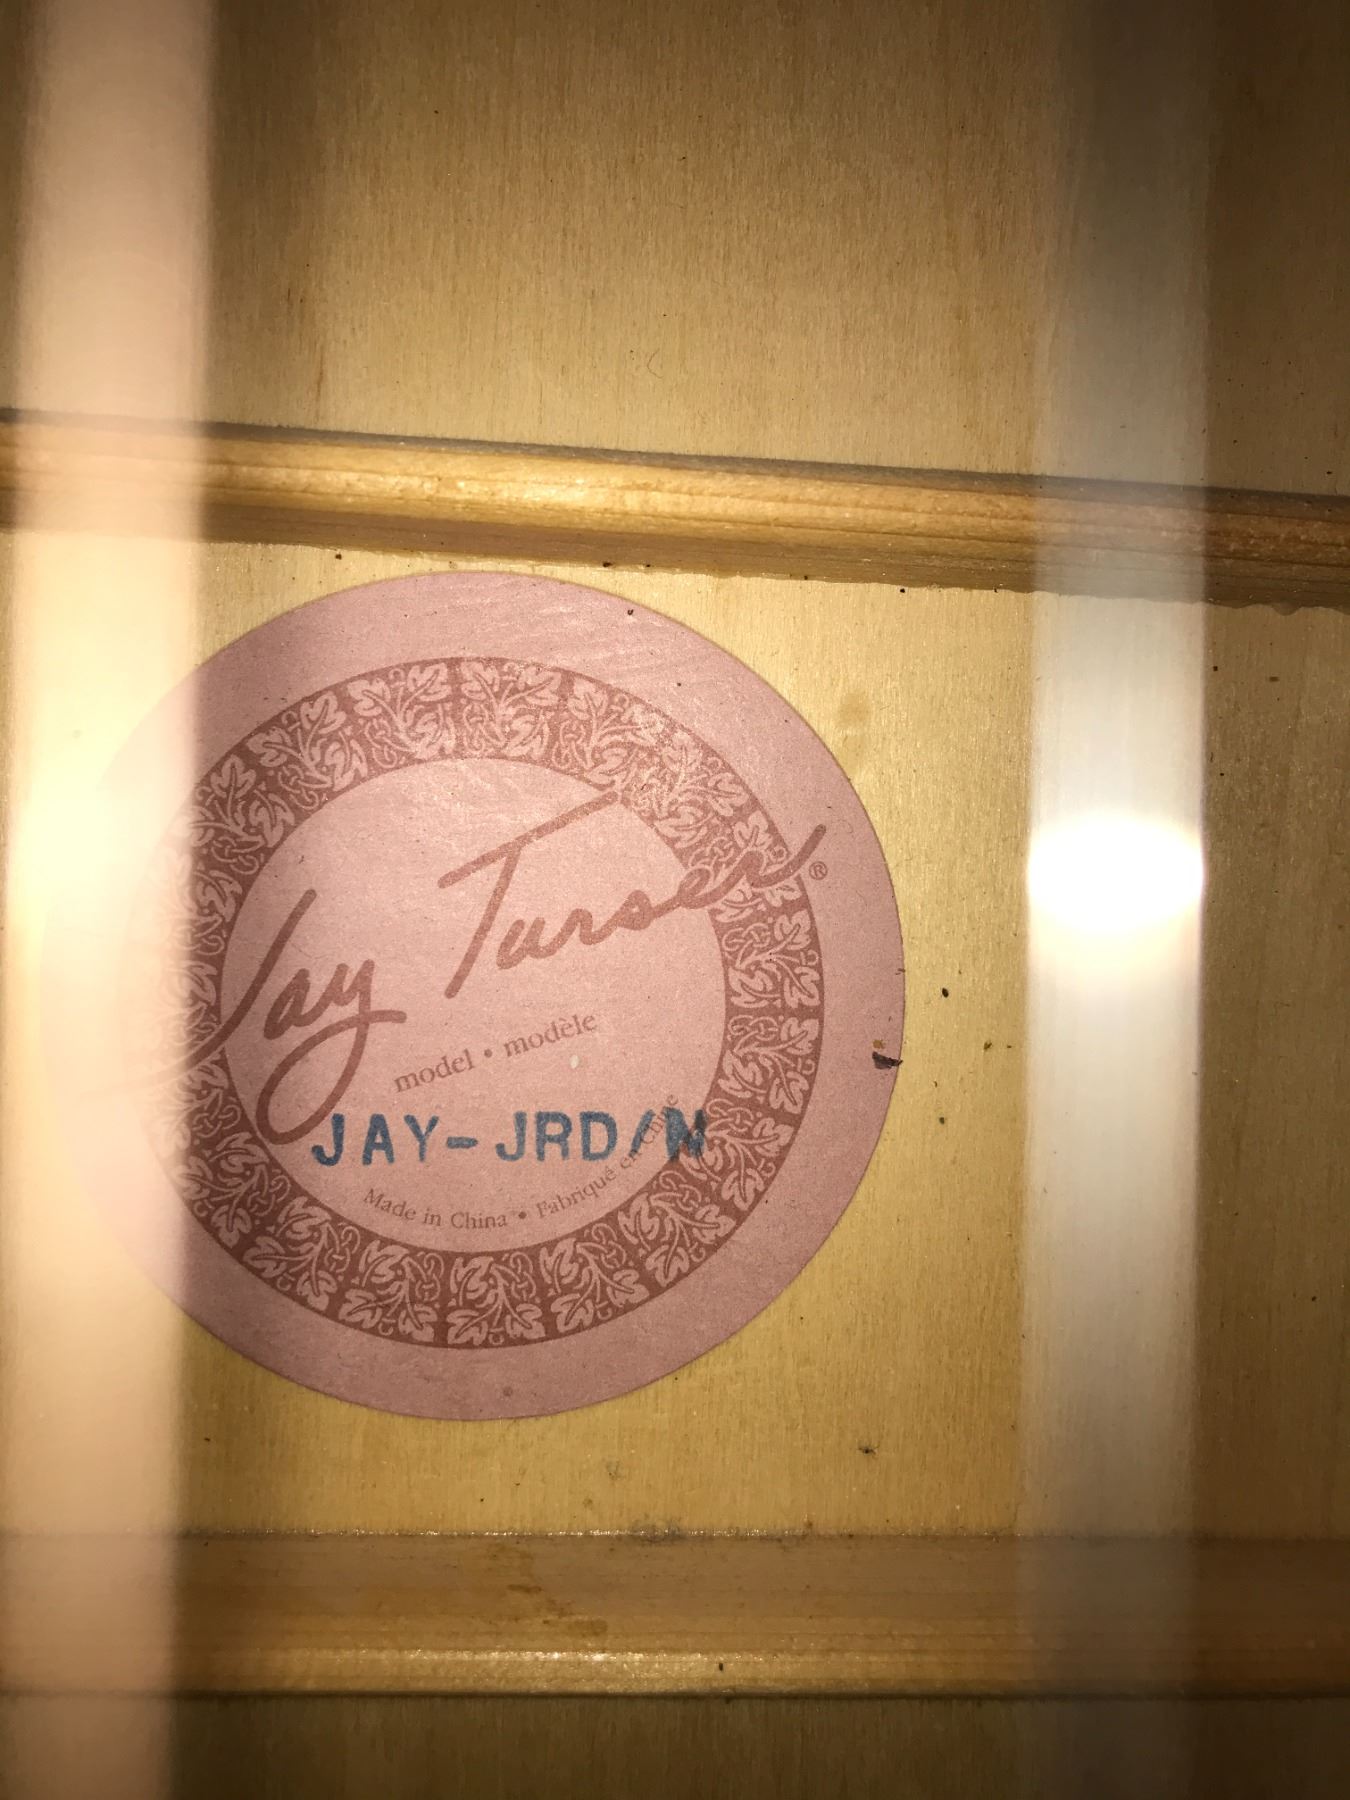 Jay Turser®
model • modèle
JAY-JRD/N
Made in China • Fabriqué en Chine